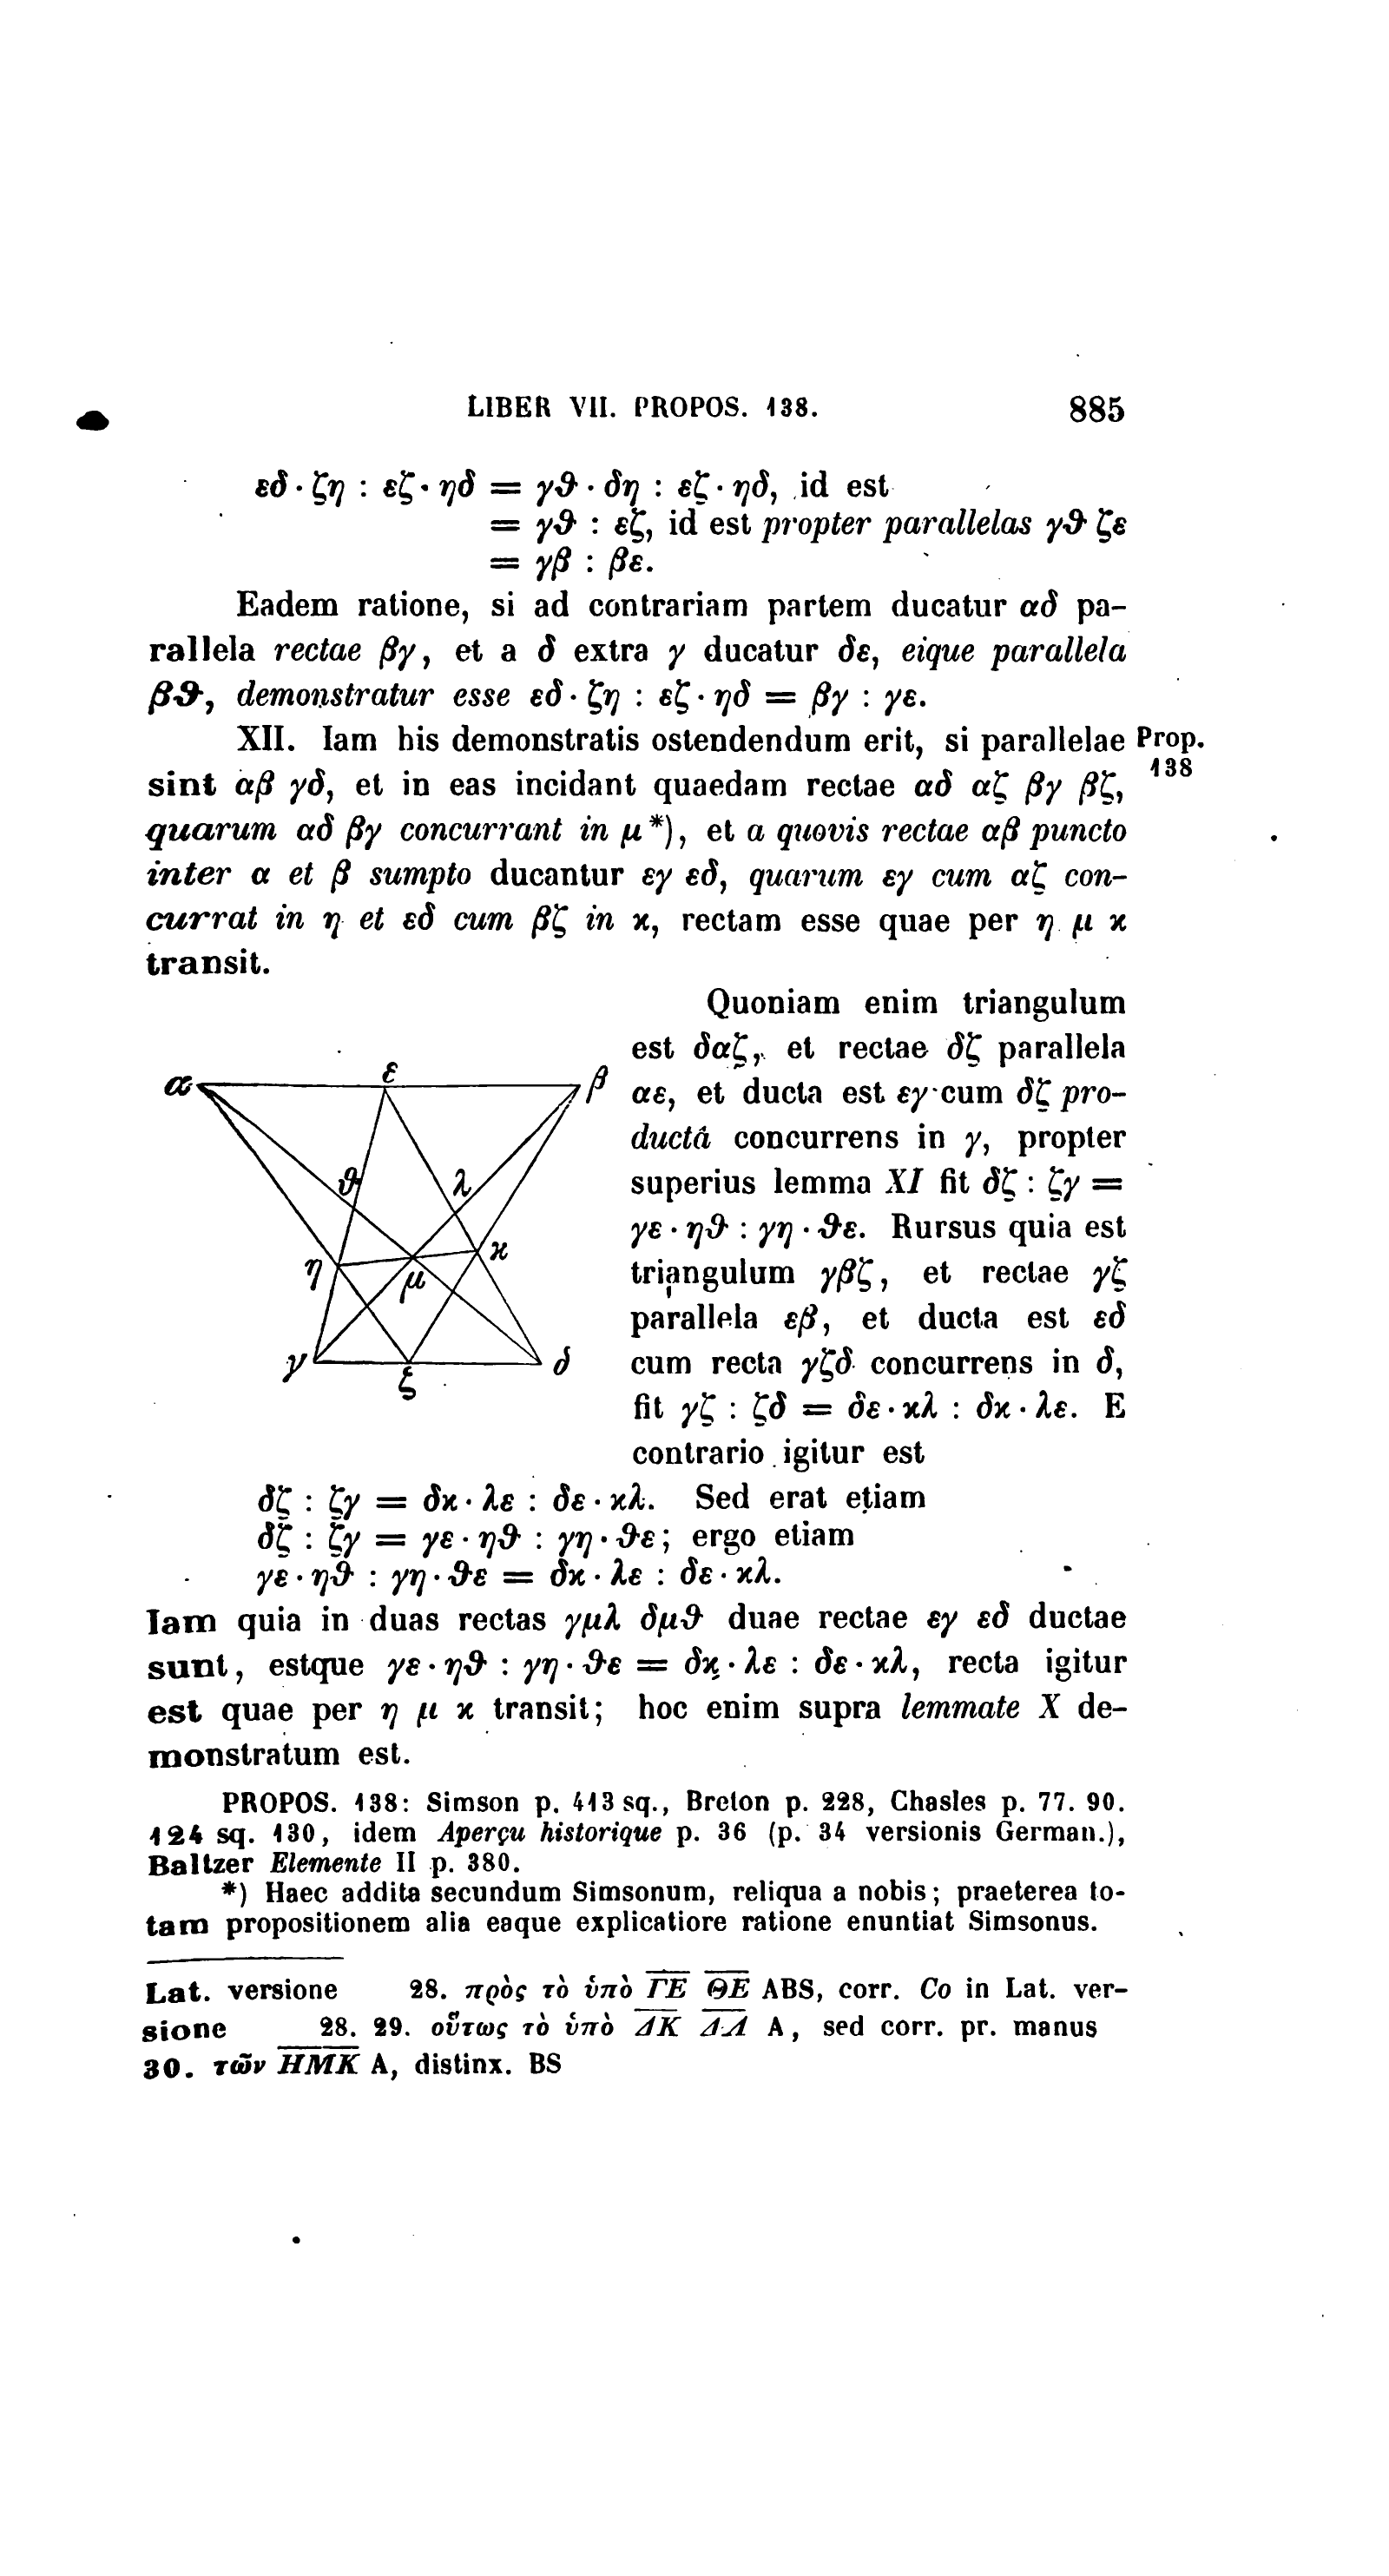 LIBER VII. PROPOS. 138. 885
εδ · ζη : εζ · ηδ = γϑ · δη : εζ · ηδ, id est
= γϑ : εζ, id est propter parallelas γϑ ζε
= γβ : βε.
Eadem ratione, si ad contrariam partem ducatur αδ pa-
rallela rectae βγ, et a δ extra γ ducatur δε, eique parallela
βϑ, demonstratur esse εδ · ζη : εζ · ηδ = βγ : γε.
XII. Iam his demonstratis ostendendum erit, si parallelae Prop.
138
sint αβ γδ, et in eas incidant quaedam rectae αδ αζ βγ βζ,
quarum αδ βγ concurrant in μ*), et a quovis rectae αβ puncto
inter α et β sumpto ducantur εγ εδ, quarum εγ cum αζ con-
currat in η et εδ cum βζ in κ, rectam esse quae per η μ κ
transit.
Quoniam enim triangulum
est δαζ, et rectae δζ parallela
αε, et ducta est εγ cum δζ pro-
ductâ concurrens in γ, propter
superius lemma XI fit δζ : ζγ =
γε · ηϑ : γη · ϑε. Rursus quia est
triangulum γβζ, et rectae γζ
parallela εβ, et ducta est εδ
cum recta γζδ concurrens in δ,
fit γζ : ζδ = δε · κλ : δκ · λε. E
contrario igitur est
α ε β
ϑ λ
η μ κ
γ ζ δ
δζ : ζγ = δκ · λε : δε · κλ. Sed erat etiam
δζ : ζγ = γε · ηϑ : γη · ϑε; ergo etiam
γε · ηϑ : γη · ϑε = δκ · λε : δε · κλ.
Iam quia in duas rectas γμλ δμϑ duae rectae εγ εδ ductae
sunt, estque γε · ηϑ : γη · ϑε = δκ · λε : δε · κλ, recta igitur
est quae per η μ κ transit; hoc enim supra lemmate X de-
monstratum est.
PROPOS. 138: Simson p. 413 sq., Breton p. 228, Chasles p. 77. 90.
124 sq. 130, idem Aperçu historique p. 36 (p. 34 versionis German.),
Baltzer Elemente II p. 380.
*) Haec addita secundum Simsonum, reliqua a nobis; praeterea to-
tam propositionem alia eaque explicatiore ratione enuntiat Simsonus.
Lat. versione 28. πρὸς τὸ ὑπὸ Γ̅Ε̅ Θ̅Ε̅ ABS, corr. Co in Lat. ver-
sione 28. 29. οὕτως τὸ ὑπὸ Δ̅Κ̅ Δ̅Λ̅ A, sed corr. pr. manus
30. τῶν Η̅Μ̅Κ̅ A, distinx. BS